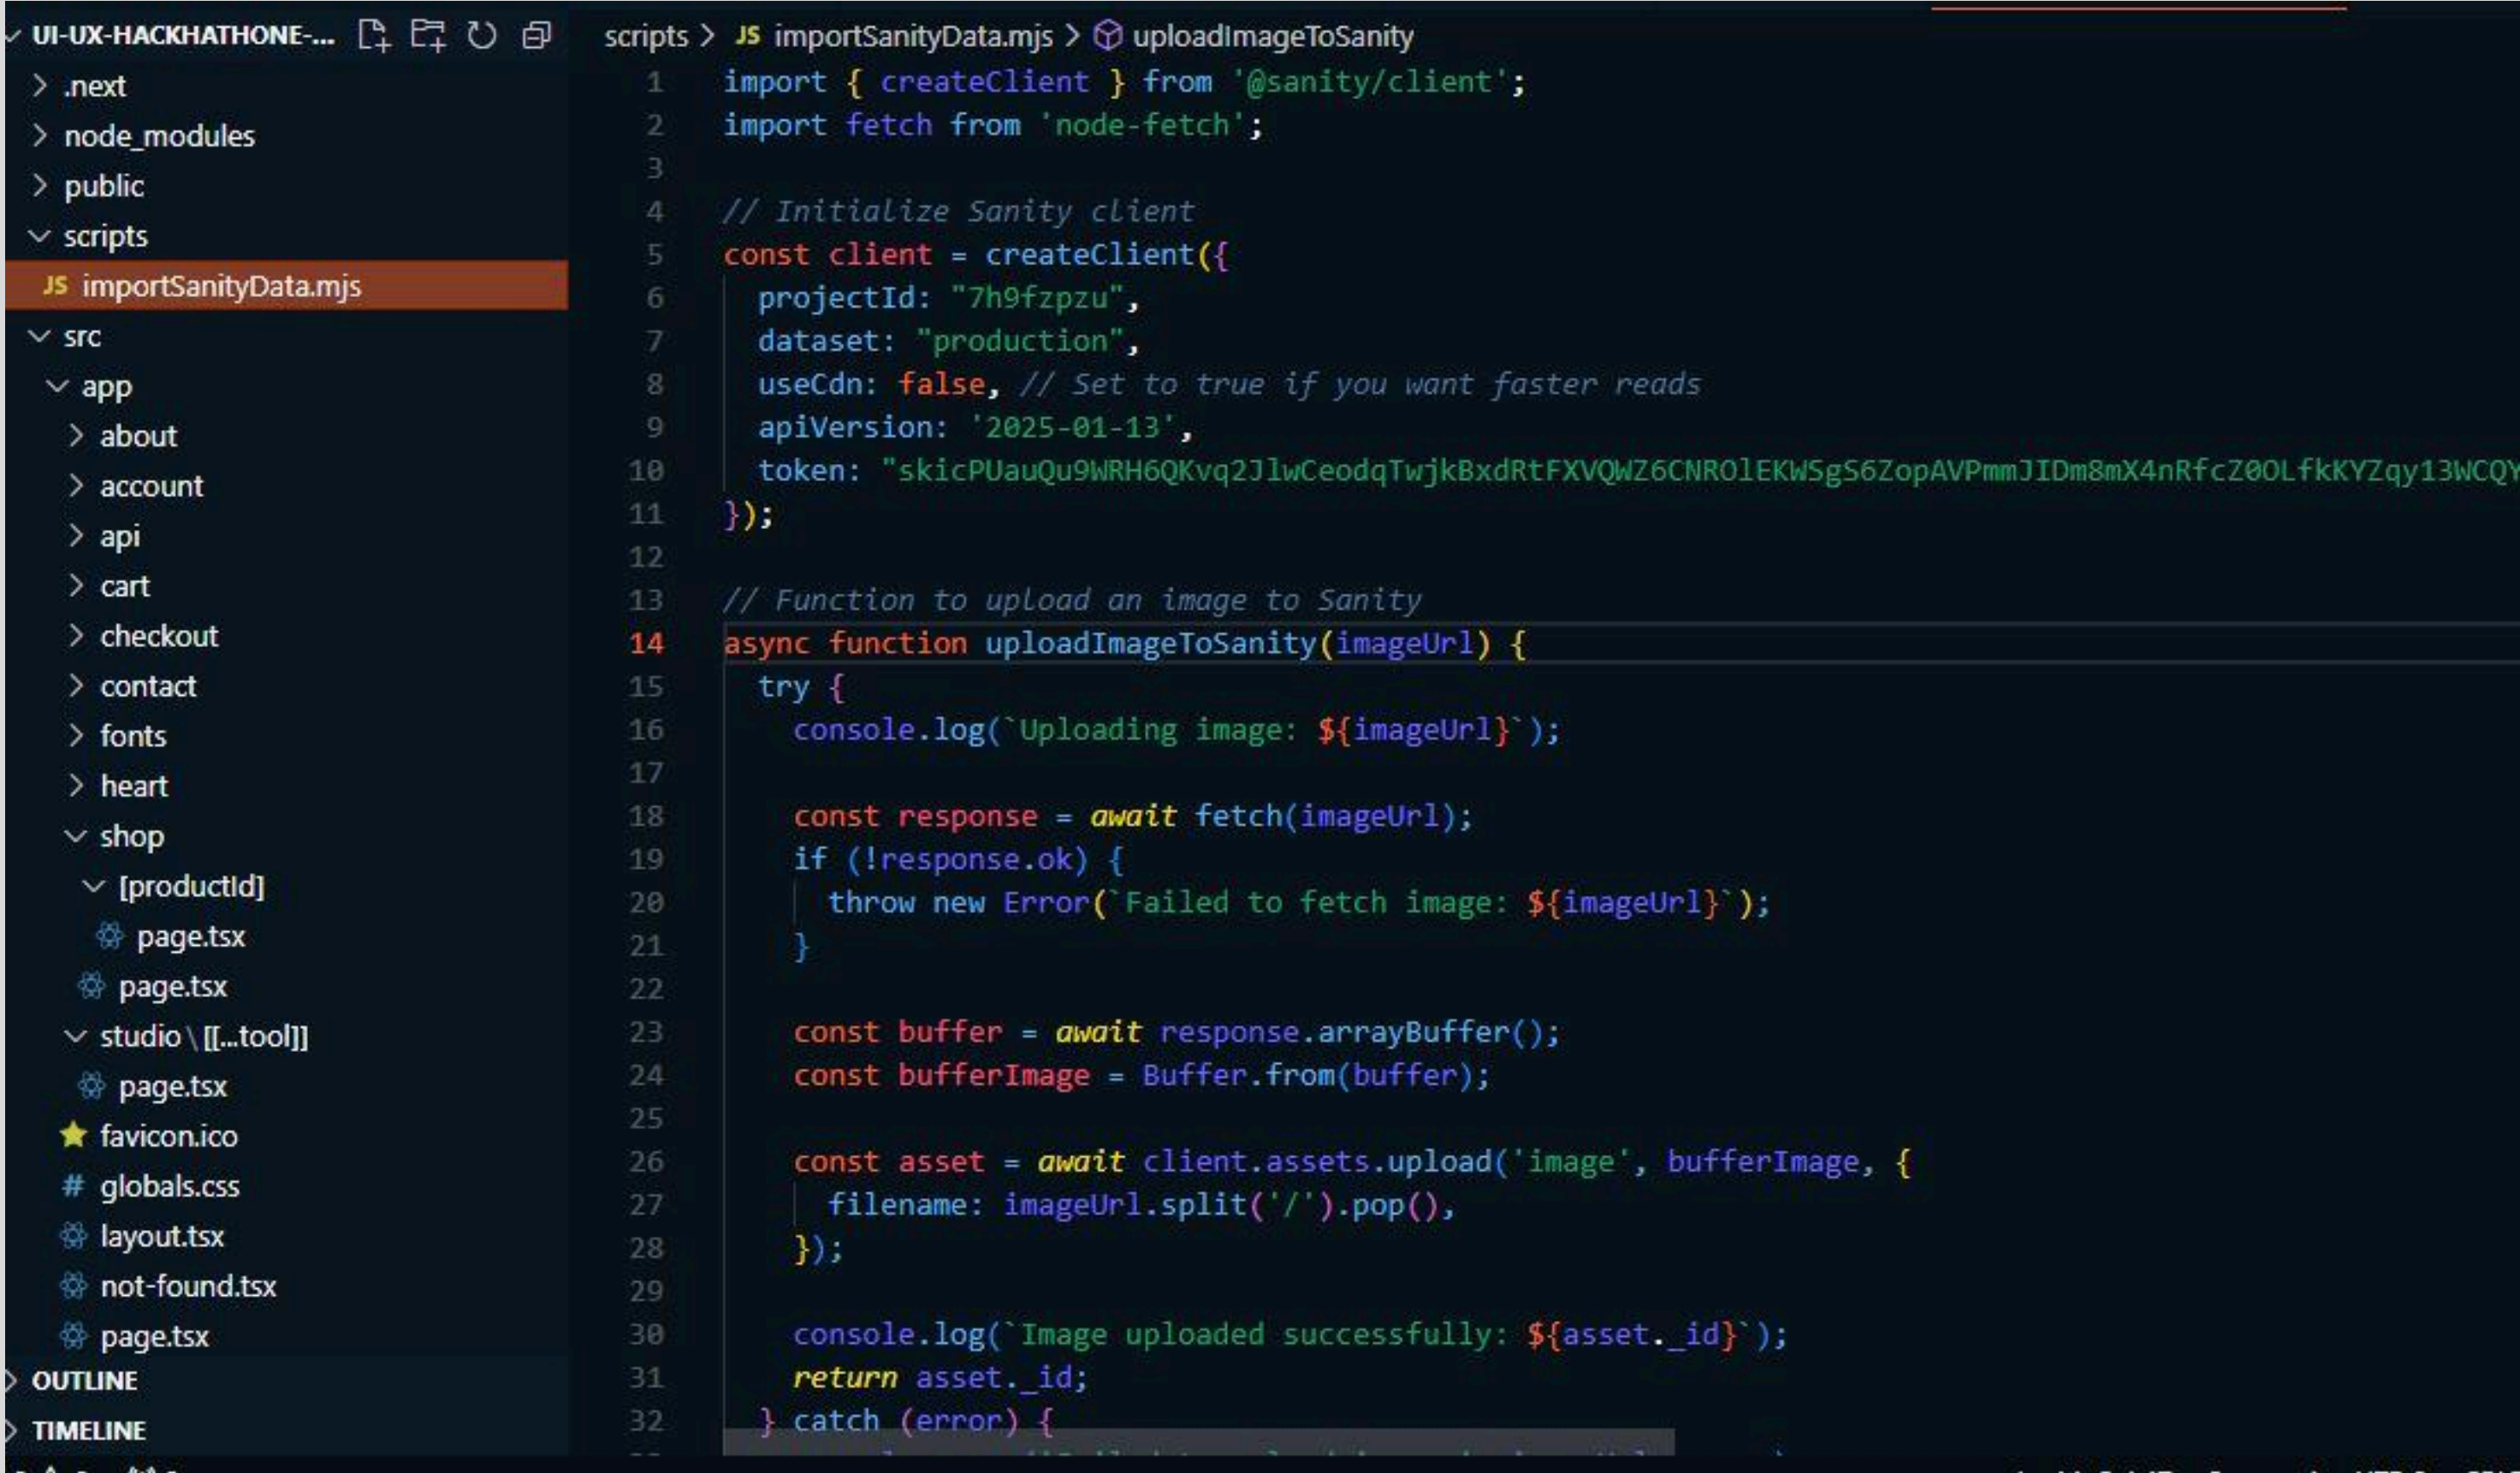 UI-UX-HACKHATHONE-...
.next
node_modules
public
scripts
JS importSanityData.mjs
src
app
about
account
api
cart
checkout
contact
fonts
heart
shop
[productId]
page.tsx
page.tsx
studio\[[...tool]]
page.tsx
favicon.ico
# globals.css
layout.tsx
not-found.tsx
page.tsx
OUTLINE
TIMELINE
scripts > JS importSanityData.mjs > uploadImageToSanity
1 import { createClient } from '@sanity/client';
2 import fetch from 'node-fetch';
3
4 // Initialize Sanity client
5 const client = createClient({
6 projectId: "7h9fzpzu",
7 dataset: "production",
8 useCdn: false, // Set to true if you want faster reads
9 apiVersion: '2025-01-13',
10 token: "skicPUauQu9WRH6QKvq2JlwCeodqTwjkBxdRtFXVQWZ6CNROlEKWSgS6ZopAVPmmJIDm8mX4nRfcZ0OLfkKYZqy13WCQY
11 });
12
13 // Function to upload an image to Sanity
14 async function uploadImageToSanity(imageUrl) {
15 try {
16 console.log(`Uploading image: ${imageUrl}`);
17
18 const response = await fetch(imageUrl);
19 if (!response.ok) {
20 throw new Error(`Failed to fetch image: ${imageUrl}`);
21 }
22
23 const buffer = await response.arrayBuffer();
24 const bufferImage = Buffer.from(buffer);
25
26 const asset = await client.assets.upload('image', bufferImage, {
27 filename: imageUrl.split('/').pop(),
28 });
29
30 console.log(`Image uploaded successfully: ${asset._id}`);
31 return asset._id;
32 } catch (error) {